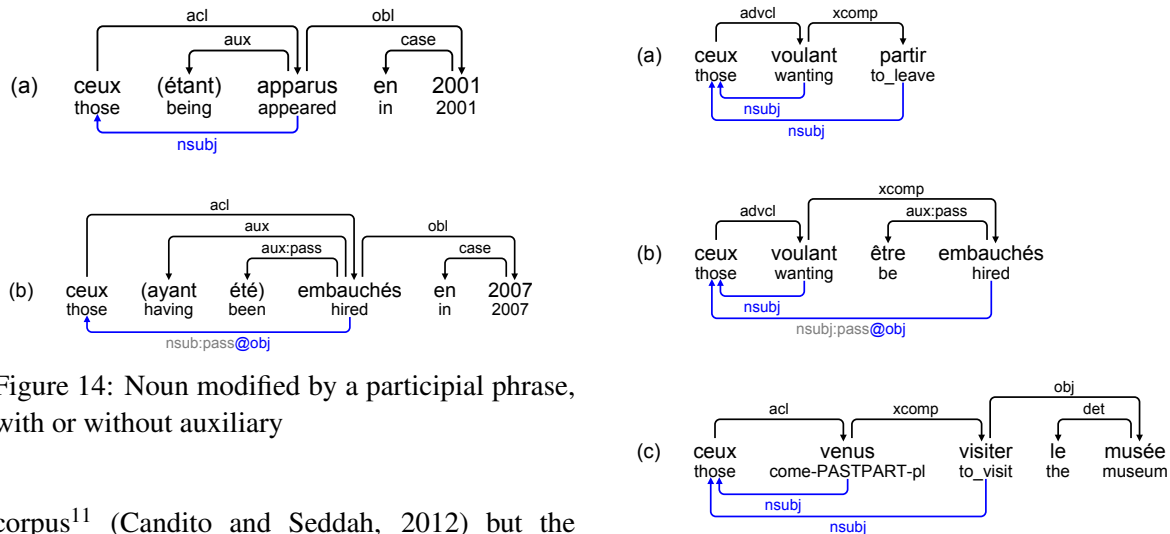 acl
obl
aux
case
(a) ceux (étant) apparus en 2001
those being appeared in 2001
nsubj
acl
aux
obl
aux:pass
case
(b) ceux (ayant été) embauchés en 2007
those having been hired in 2007
nsub:pass@obj
Figure 14: Noun modified by a participial phrase,
with or without auxiliary
corpus11 (Candito and Seddah, 2012) but the
advcl
xcomp
(a) ceux voulant partir
those wanting to_leave
nsubj
nsubj
xcomp
advcl
aux:pass
(b) ceux voulant être embauchés
those wanting be hired
nsubj
nsubj:pass@obj
obj
acl
xcomp
det
(c) ceux venus visiter le musée
those come-PASTPART-pl to_visit the museum
nsubj
nsubj